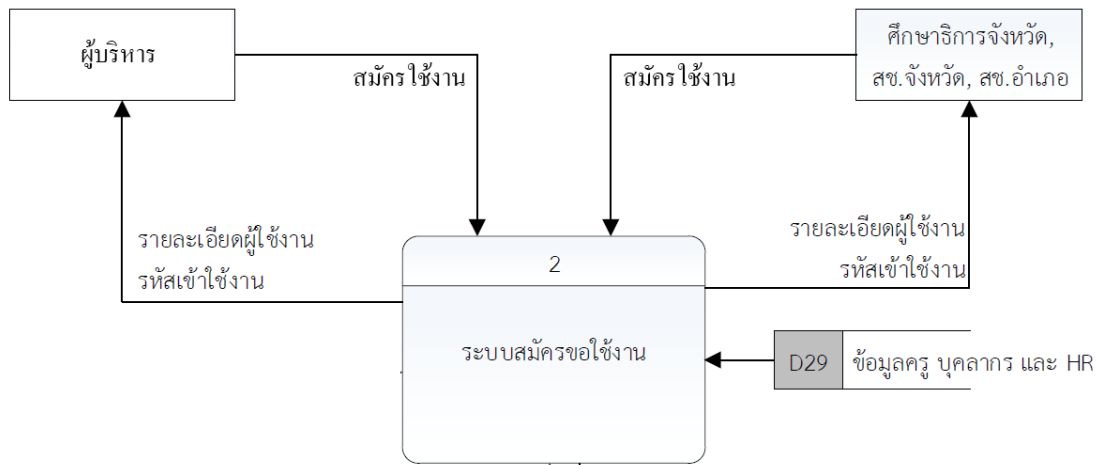 ผู้บริหาร
ศึกษาธิการจังหวัด,
สช.จังหวัด, สช.อำเภอ
สมัครใช้งาน
สมัครใช้งาน
รายละเอียดผู้ใช้งาน
รหัสเข้าใช้งาน
รายละเอียดผู้ใช้งาน
รหัสเข้าใช้งาน
2
ระบบสมัครขอใช้งาน
D29 ข้อมูลครู บุคลากร และ HR